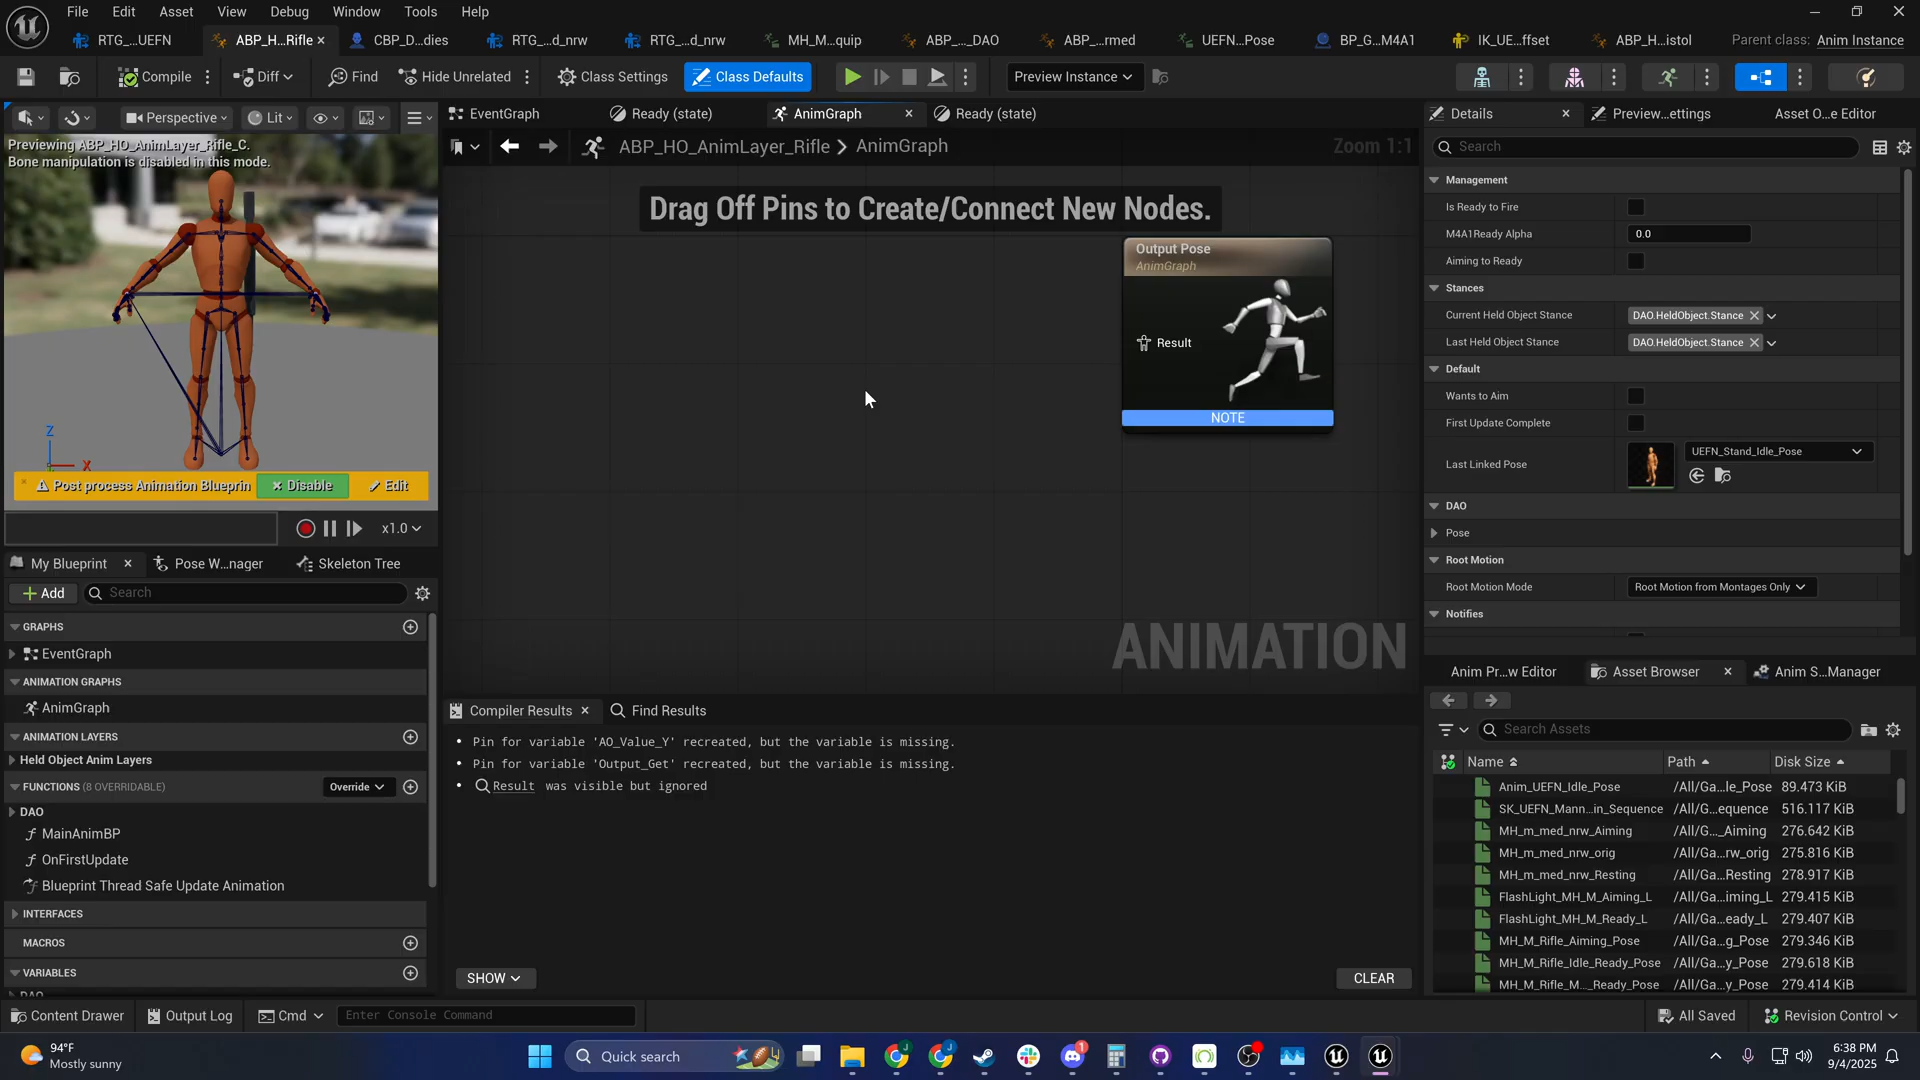 File Edit Asset View Debug Window Tools Help
RTG_...UEFN ABP_H...Rifle CBP_D...dies RTG_...d_nrw RTG_...d_nrw MH_M...quip ABP_..._DAO ABP_...rmed UEFN...Pose BP_G...M4A1 IK_UE...ffset ABP_H...istol Parent class: Anim Instance
Compile Diff Find Hide Unrelated Class Settings Class Defaults Preview Instance
Perspective Lit
EventGraph Ready (state) AnimGraph Ready (state)
Details Preview...ettings Asset O...e Editor
Previewing ABP_HO_AnimLayer_Rifle_C.
Bone manipulation is disabled in this mode.
ABP_HO_AnimLayer_Rifle > AnimGraph Zoom 1:1
Drag Off Pins to Create/Connect New Nodes.
Output Pose
AnimGraph
Result
NOTE
ANIMATION
Z
X
Post process Animation Blueprin Disable Edit
x1.0
My Blueprint Pose W...nager Skeleton Tree
Add Search
GRAPHS
EventGraph
ANIMATION GRAPHS
AnimGraph
ANIMATION LAYERS
Held Object Anim Layers
FUNCTIONS (8 OVERRIDABLE) Override
DAO
MainAnimBP
OnFirstUpdate
Blueprint Thread Safe Update Animation
INTERFACES
MACROS
VARIABLES
DAO
Compiler Results Find Results
• Pin for variable 'AO_Value_Y' recreated, but the variable is missing.
• Pin for variable 'Output_Get' recreated, but the variable is missing.
• Result was visible but ignored
SHOW CLEAR
Search
Management
Is Ready to Fire
M4A1Ready Alpha 0.0
Aiming to Ready
Stances
Current Held Object Stance DAO.HeldObject.Stance
Last Held Object Stance DAO.HeldObject.Stance
Default
Wants to Aim
First Update Complete
Last Linked Pose UEFN_Stand_Idle_Pose
DAO
Pose
Root Motion
Root Motion Mode Root Motion from Montages Only
Notifies
Anim Pr...w Editor Asset Browser Anim S...Manager
Search Assets
Name Path Disk Size
Anim_UEFN_Idle_Pose /All/Ga...le_Pose 89.473 KiB
SK_UEFN_Mann...in_Sequence /All/G...equence 516.117 KiB
MH_m_med_nrw_Aiming /All/G..._Aiming 276.642 KiB
MH_m_med_nrw_orig /All/Ga...rw_orig 275.816 KiB
MH_m_med_nrw_Resting /All/Ga...Resting 278.917 KiB
FlashLight_MH_M_Aiming_L /All/Ga...iming_L 279.415 KiB
FlashLight_MH_M_Ready_L /All/Ga...eady_L 279.407 KiB
MH_M_Rifle_Aiming_Pose /All/Ga...g_Pose 279.346 KiB
MH_M_Rifle_Idle_Ready_Pose /All/Ga...y_Pose 279.618 KiB
MH_M_Rifle_M..._Ready_Pose /All/Ga...y_Pose 279.414 KiB
Content Drawer Output Log Cmd Enter Console Command All Saved Revision Control
94°F
Mostly sunny
Quick search
1
6:38 PM
9/4/2025